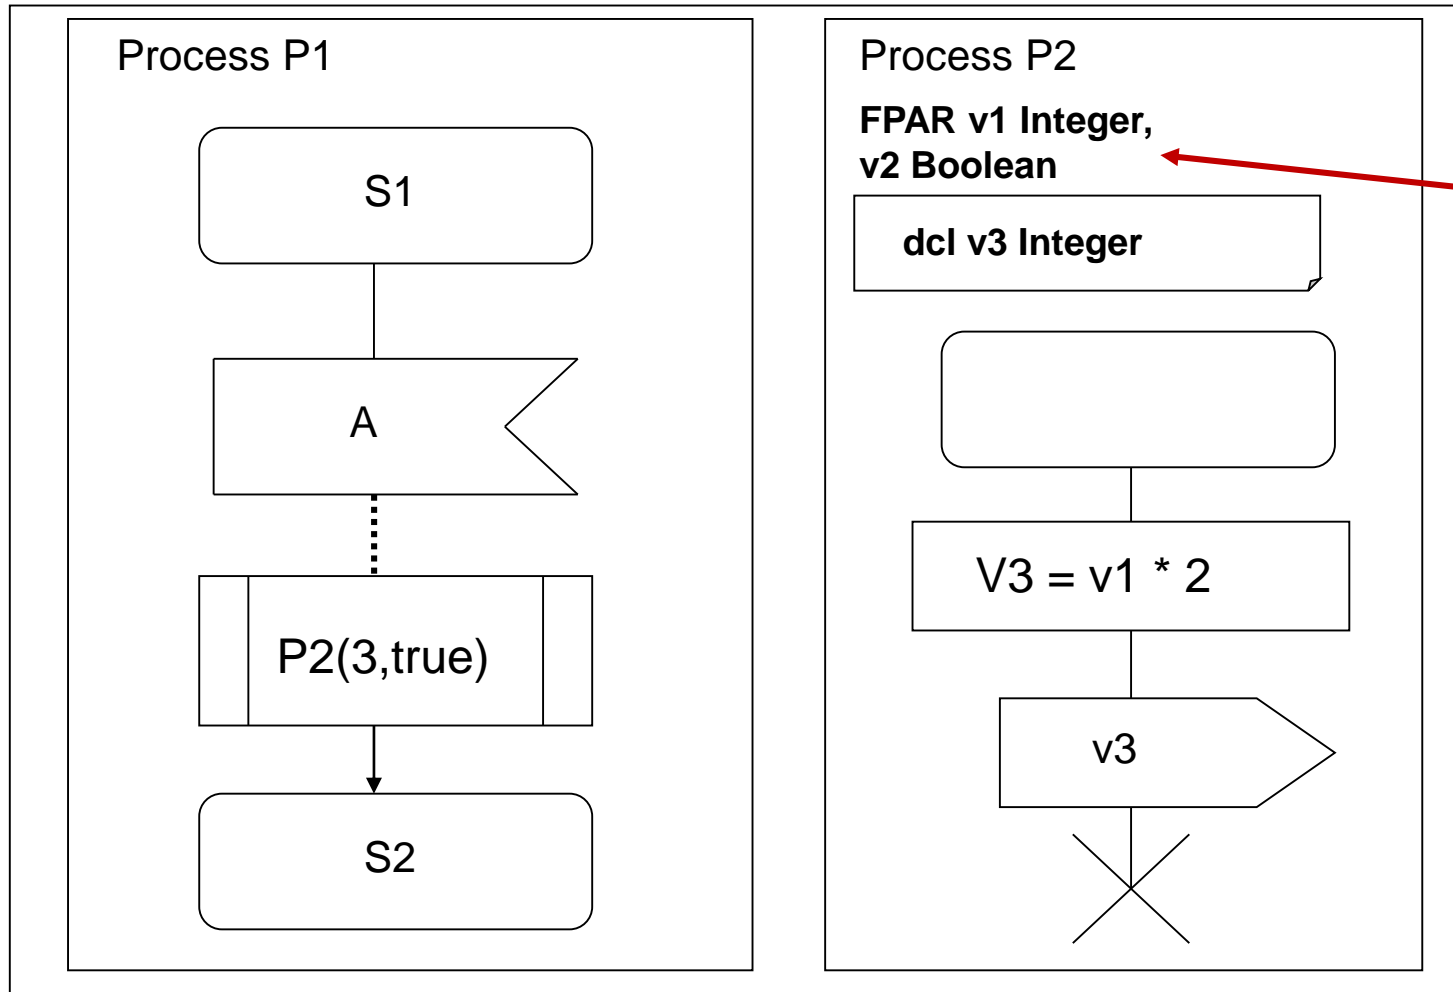 Process P1
S1
A
P2(3,true)
S2
Process P2
FPAR v1 Integer,
v2 Boolean
dcl v3 Integer
V3 = v1 * 2
v3